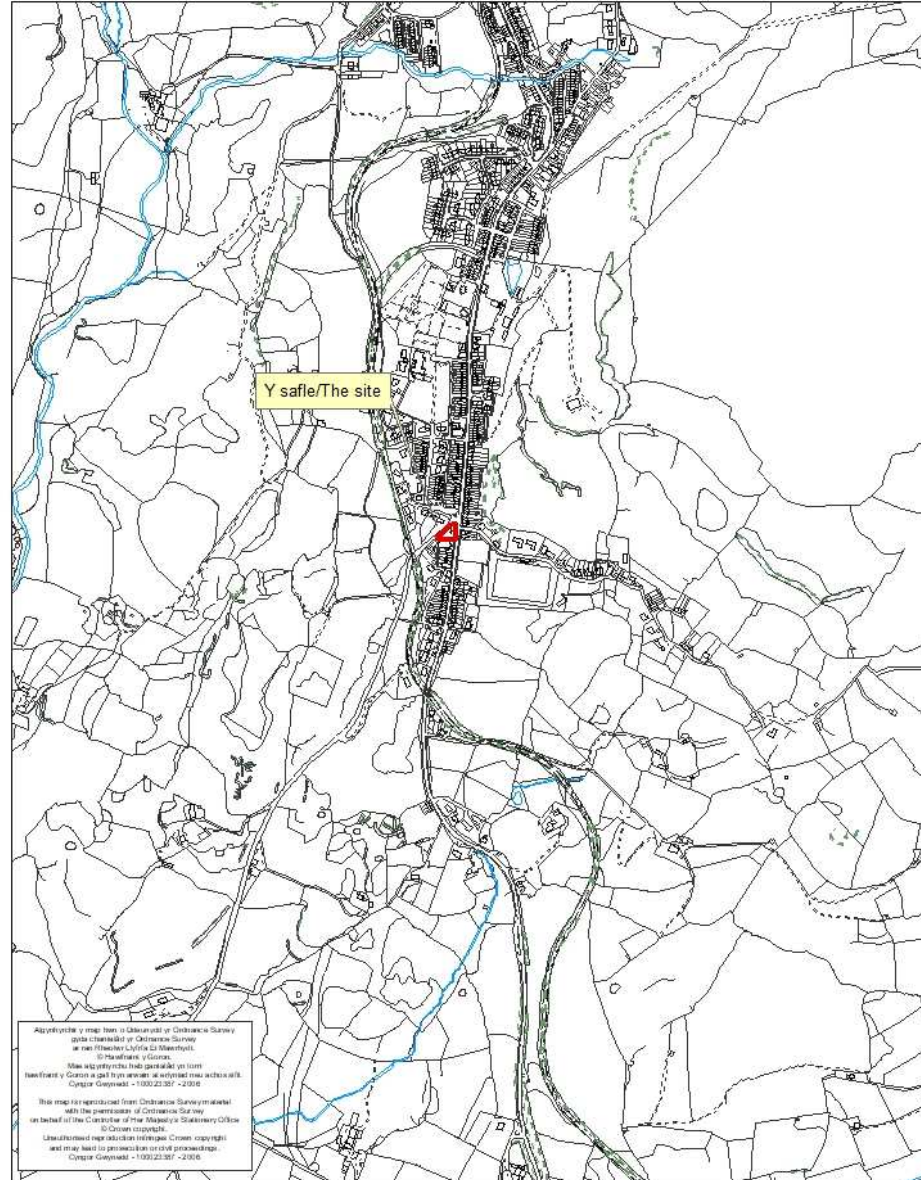 Y safle/The site
Atgynhyrchir y map hwn o Ddeunydd yr Ordnance Survey
gyda chaniatâd yr Ordnance Survey
ar ran Rheolwr Llyfrfa Ei Mawrhydi.
© Hawlfraint y Goron.
Mae atgynhyrchu heb ganiatâd yn torri
hawlfraint y Goron a gall hyn arwain at erlyniad neu achos sifil.
Cyngor Gwynedd - 100023387 - 2006
This map is reproduced from Ordnance Survey material
with the permission of Ordnance Survey
on behalf of the Controller of Her Majesty's Stationery Office
© Crown copyright.
Unauthorised reproduction infringes Crown copyright
and may lead to prosecution or civil proceedings.
Cyngor Gwynedd - 100023387 - 2006